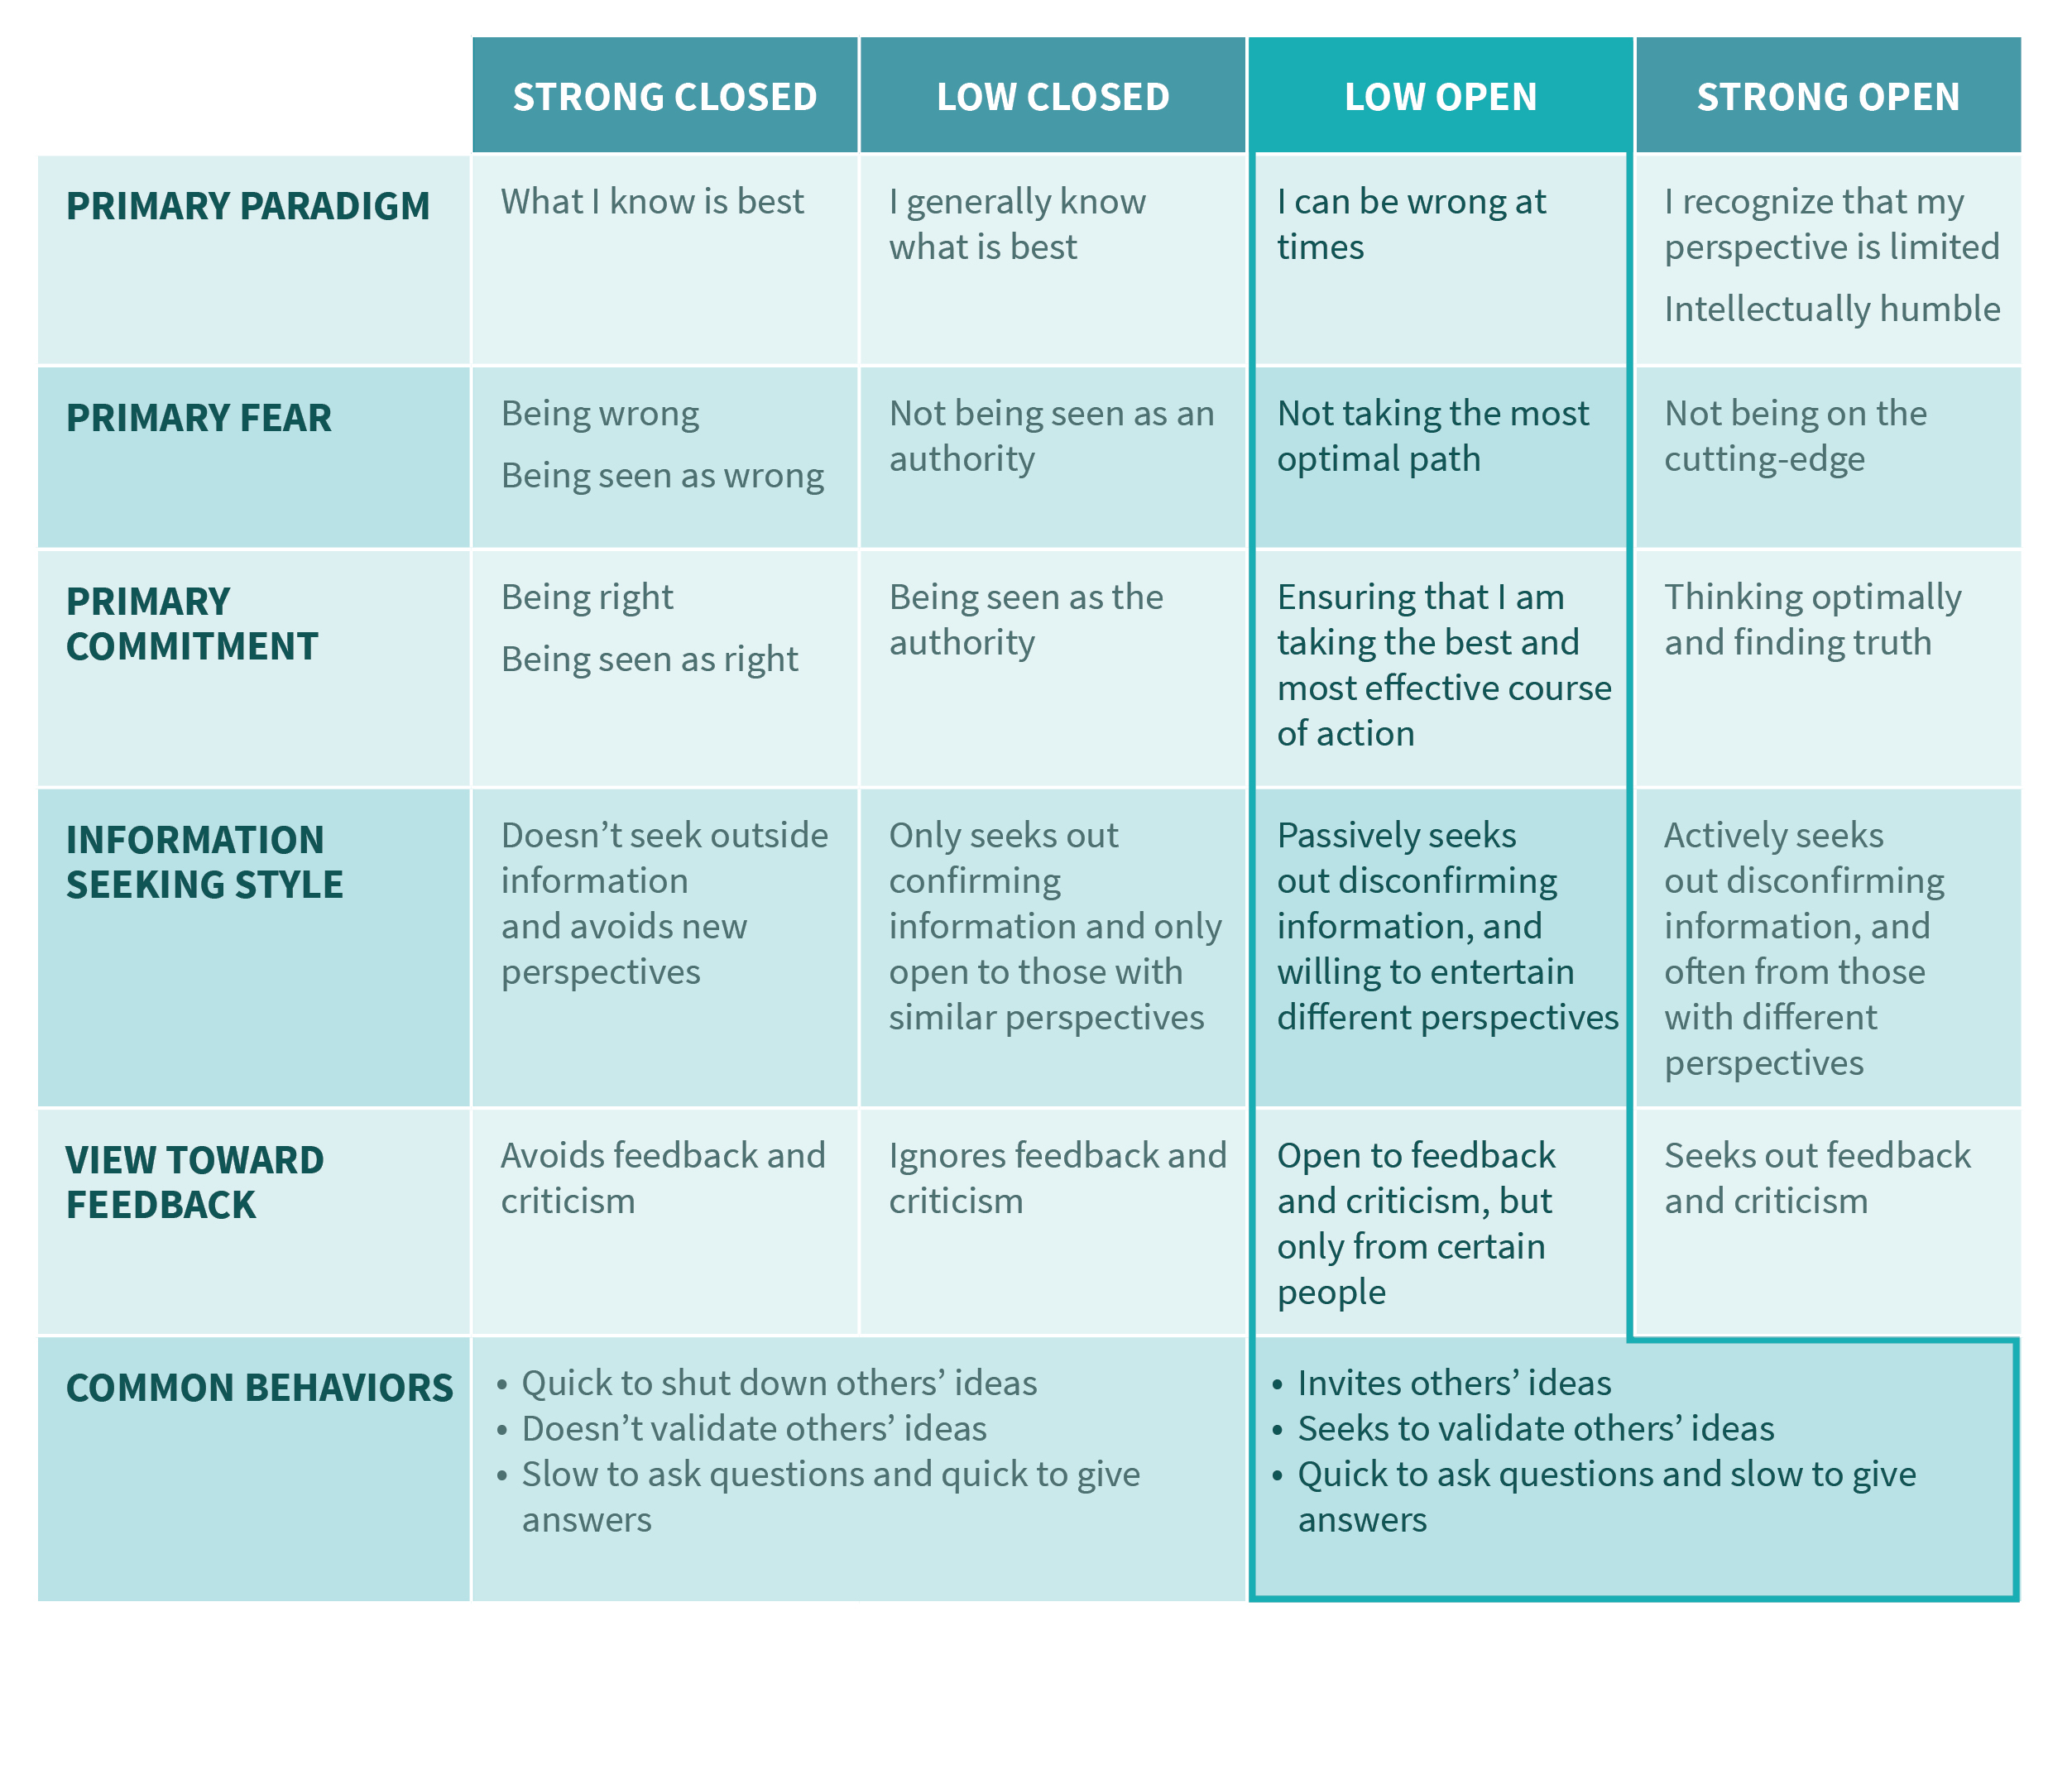 STRONG CLOSED
LOW CLOSED
LOW OPEN
STRONG OPEN
PRIMARY PARADIGM
What I know is best
I generally know
what is best
I can be wrong at
times
I recognize that my
perspective is limited
Intellectually humble
PRIMARY FEAR
Being wrong
Being seen as wrong
Not being seen as an
authority
Not taking the most
optimal path
Not being on the
cutting-edge
PRIMARY
COMMITMENT
Being right
Being seen as right
Being seen as the
authority
Ensuring that I am
taking the best and
most effective course
of action
Thinking optimally
and finding truth
INFORMATION
SEEKING STYLE
Doesn’t seek outside
information
and avoids new
perspectives
Only seeks out
confirming
information and only
open to those with
similar perspectives
Passively seeks
out disconfirming
information, and
willing to entertain
different perspectives
Actively seeks
out disconfirming
information, and
often from those
with different
perspectives
VIEW TOWARD
FEEDBACK
Avoids feedback and
criticism
Ignores feedback and
criticism
Open to feedback
and criticism, but
only from certain
people
Seeks out feedback
and criticism
COMMON BEHAVIORS
• Quick to shut down others’ ideas
• Doesn’t validate others’ ideas
• Slow to ask questions and quick to give
answers
• Invites others’ ideas
• Seeks to validate others’ ideas
• Quick to ask questions and slow to give
answers